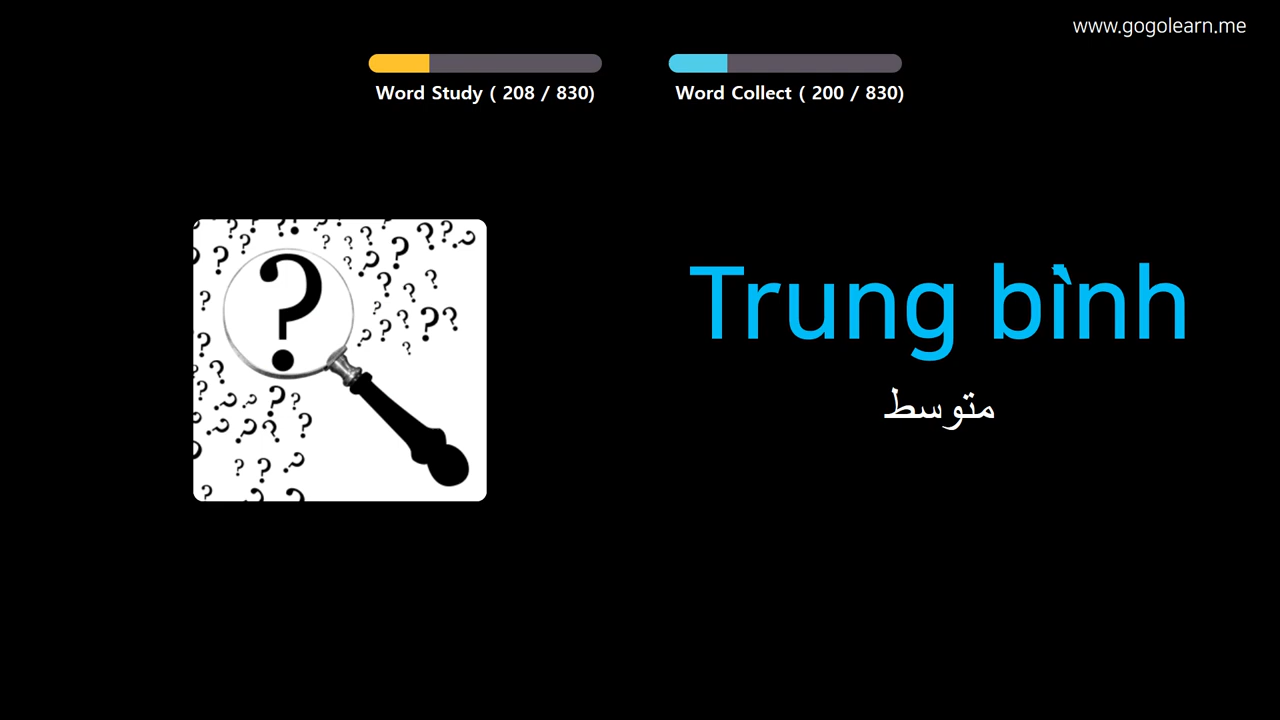 www.gogolearn.me
Word Study ( 208 / 830)
Word Collect ( 200 / 830)
Trung bình
متوسط